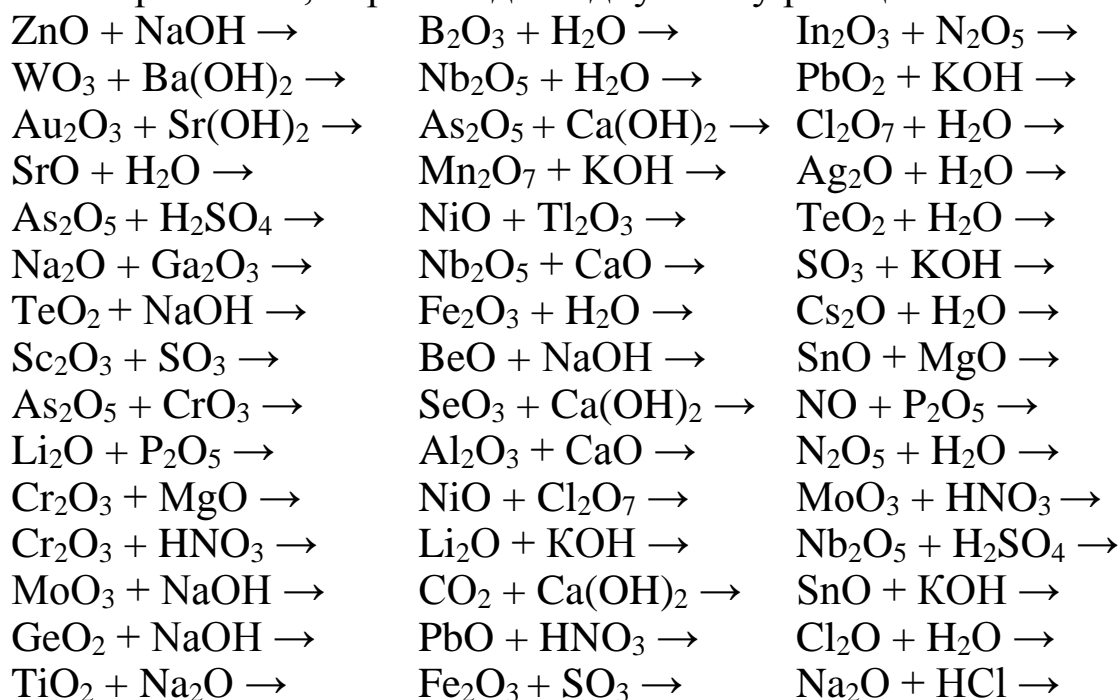 ZnO + NaOH → B₂O₃ + H₂O → In₂O₃ + N₂O₅ →
WO₃ + Ba(OH)₂ → Nb₂O₅ + H₂O → PbO₂ + KOH →
Au₂O₃ + Sr(OH)₂ → As₂O₅ + Ca(OH)₂ → Cl₂O₇ + H₂O →
SrO + H₂O → Mn₂O₇ + KOH → Ag₂O + H₂O →
As₂O₅ + H₂SO₄ → NiO + Tl₂O₃ → TeO₂ + H₂O →
Na₂O + Ga₂O₃ → Nb₂O₅ + CaO → SO₃ + KOH →
TeO₂ + NaOH → Fe₂O₃ + H₂O → Cs₂O + H₂O →
Sc₂O₃ + SO₃ → BeO + NaOH → SnO + MgO →
As₂O₅ + CrO₃ → SeO₃ + Ca(OH)₂ → NO + P₂O₅ →
Li₂O + P₂O₅ → Al₂O₃ + CaO → N₂O₅ + H₂O →
Cr₂O₃ + MgO → NiO + Cl₂O₇ → MoO₃ + HNO₃ →
Cr₂O₃ + HNO₃ → Li₂O + КОН → Nb₂O₅ + H₂SO₄ →
MoO₃ + NaOH → CO₂ + Ca(OH)₂ → SnO + КОН →
GeO₂ + NaOH → PbO + HNO₃ → Cl₂O + H₂O →
TiO₂ + Na₂O → Fe₂O₃ + SO₃ → Na₂O + HCl →